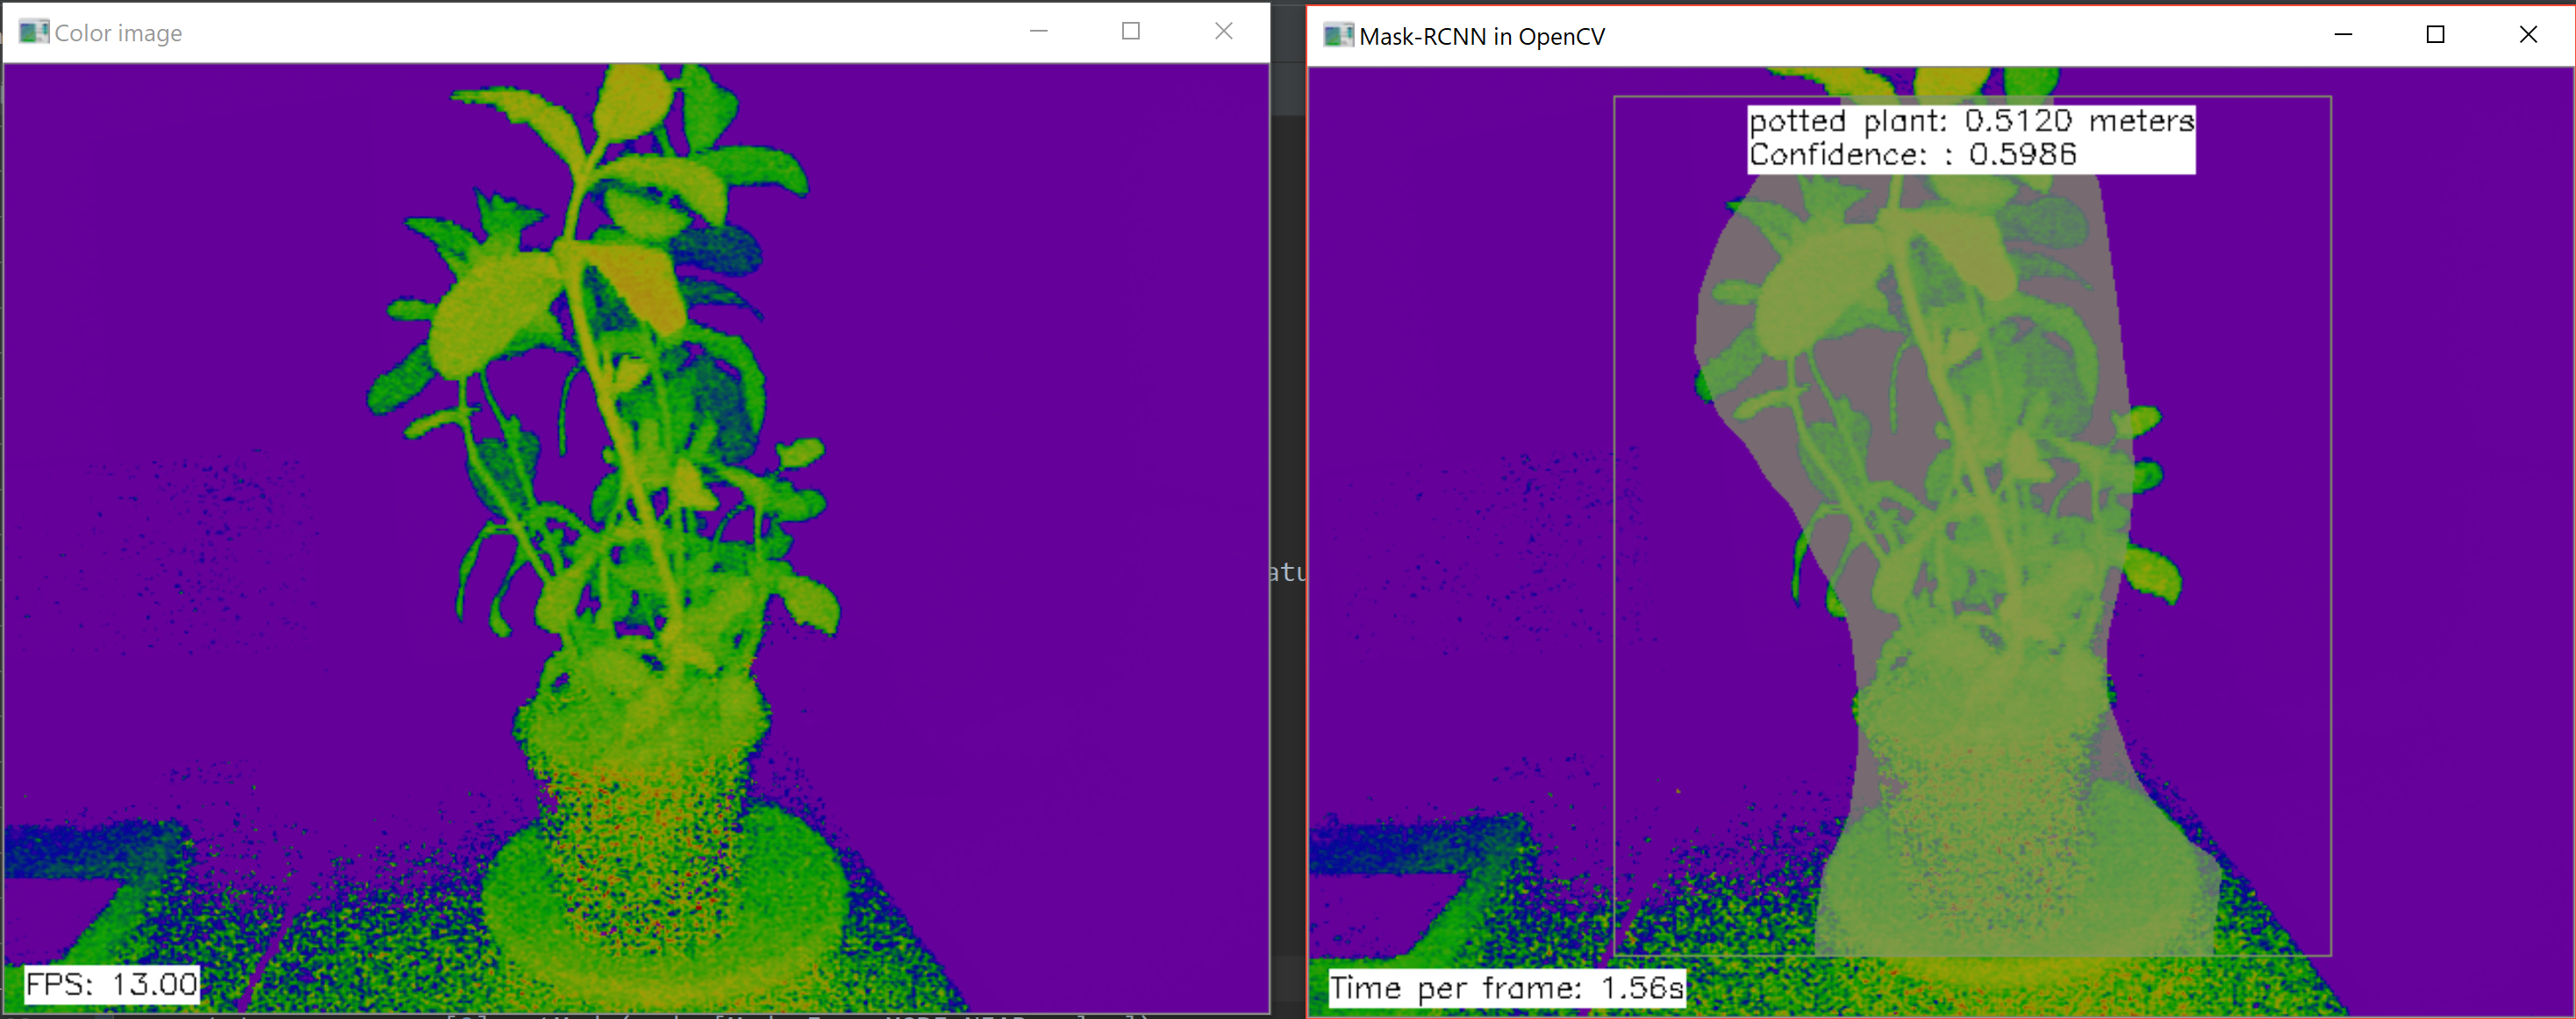 Color image
Mask-RCNN in OpenCV
potted plant: 0.5120 meters
Confidence: : 0.5986
atu
FPS: 13.00
Time per frame: 1.56s